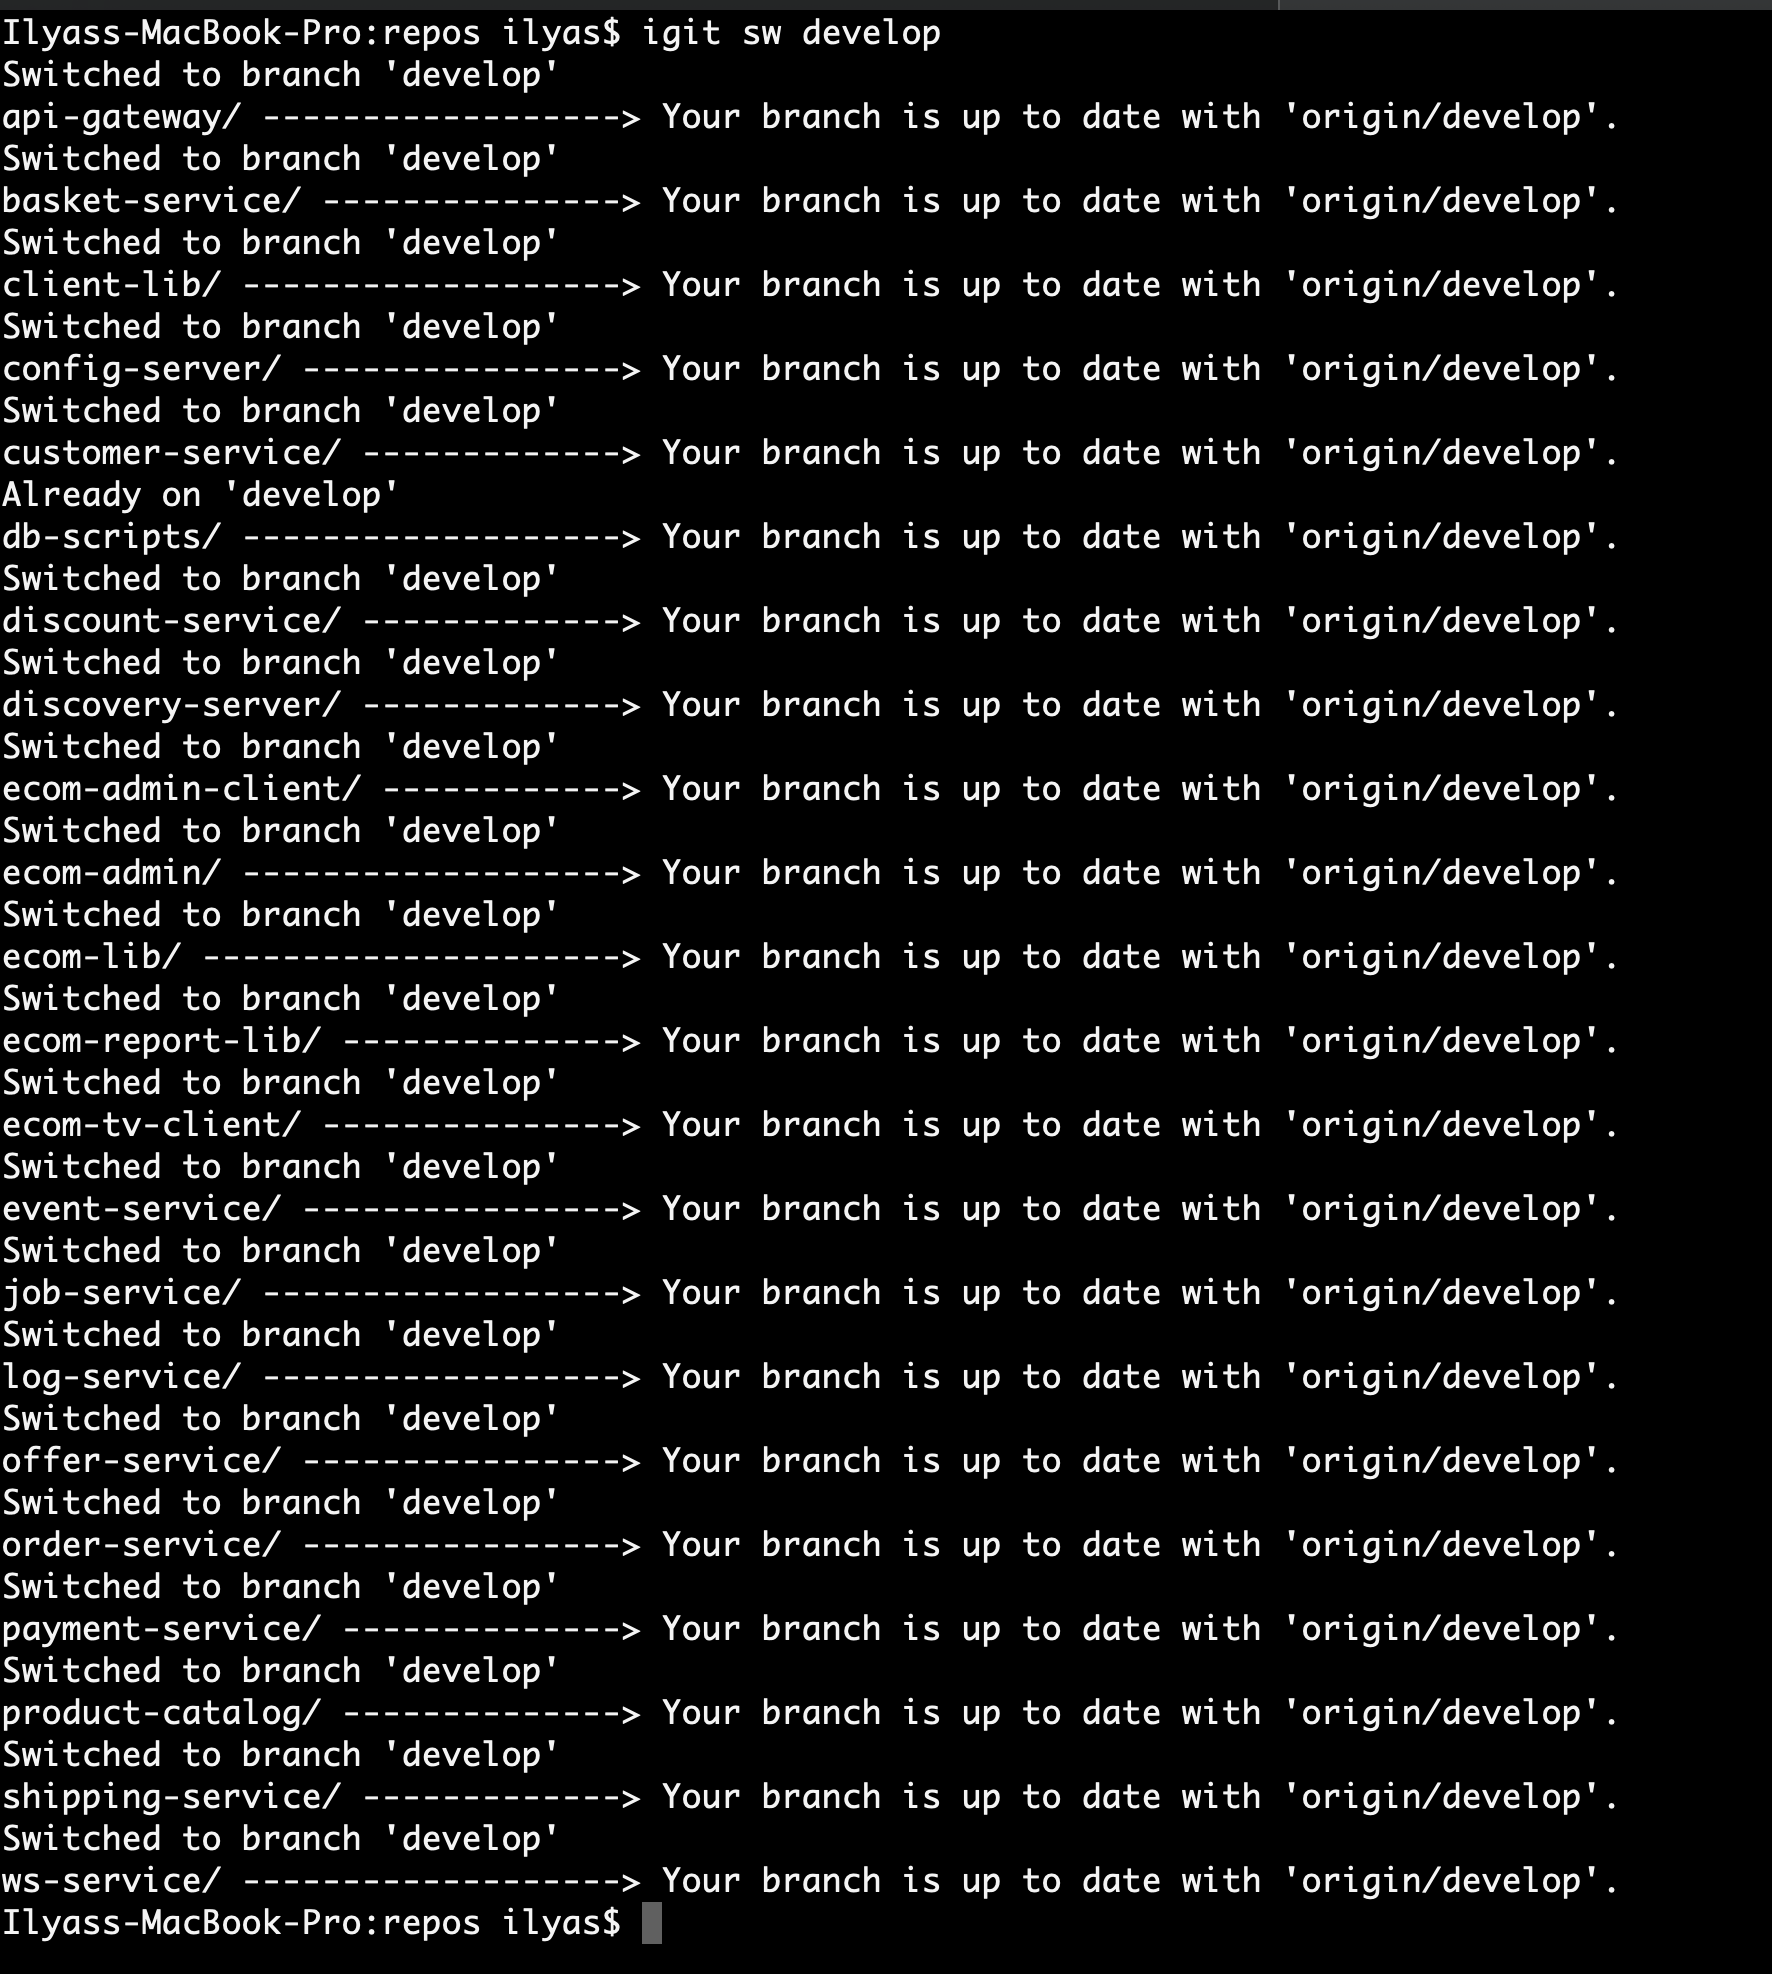 Ilyass-MacBook-Pro:repos ilyas$ igit sw develop
Switched to branch 'develop'
api-gateway/ ------------------> Your branch is up to date with 'origin/develop'.
Switched to branch 'develop'
basket-service/ ---------------> Your branch is up to date with 'origin/develop'.
Switched to branch 'develop'
client-lib/ -------------------> Your branch is up to date with 'origin/develop'.
Switched to branch 'develop'
config-server/ ----------------> Your branch is up to date with 'origin/develop'.
Switched to branch 'develop'
customer-service/ -------------> Your branch is up to date with 'origin/develop'.
Already on 'develop'
db-scripts/ -------------------> Your branch is up to date with 'origin/develop'.
Switched to branch 'develop'
discount-service/ -------------> Your branch is up to date with 'origin/develop'.
Switched to branch 'develop'
discovery-server/ -------------> Your branch is up to date with 'origin/develop'.
Switched to branch 'develop'
ecom-admin-client/ ------------> Your branch is up to date with 'origin/develop'.
Switched to branch 'develop'
ecom-admin/ -------------------> Your branch is up to date with 'origin/develop'.
Switched to branch 'develop'
ecom-lib/ ---------------------> Your branch is up to date with 'origin/develop'.
Switched to branch 'develop'
ecom-report-lib/ --------------> Your branch is up to date with 'origin/develop'.
Switched to branch 'develop'
ecom-tv-client/ ---------------> Your branch is up to date with 'origin/develop'.
Switched to branch 'develop'
event-service/ ----------------> Your branch is up to date with 'origin/develop'.
Switched to branch 'develop'
job-service/ ------------------> Your branch is up to date with 'origin/develop'.
Switched to branch 'develop'
log-service/ ------------------> Your branch is up to date with 'origin/develop'.
Switched to branch 'develop'
offer-service/ ----------------> Your branch is up to date with 'origin/develop'.
Switched to branch 'develop'
order-service/ ----------------> Your branch is up to date with 'origin/develop'.
Switched to branch 'develop'
payment-service/ --------------> Your branch is up to date with 'origin/develop'.
Switched to branch 'develop'
product-catalog/ --------------> Your branch is up to date with 'origin/develop'.
Switched to branch 'develop'
shipping-service/ -------------> Your branch is up to date with 'origin/develop'.
Switched to branch 'develop'
ws-service/ -------------------> Your branch is up to date with 'origin/develop'.
Ilyass-MacBook-Pro:repos ilyas$